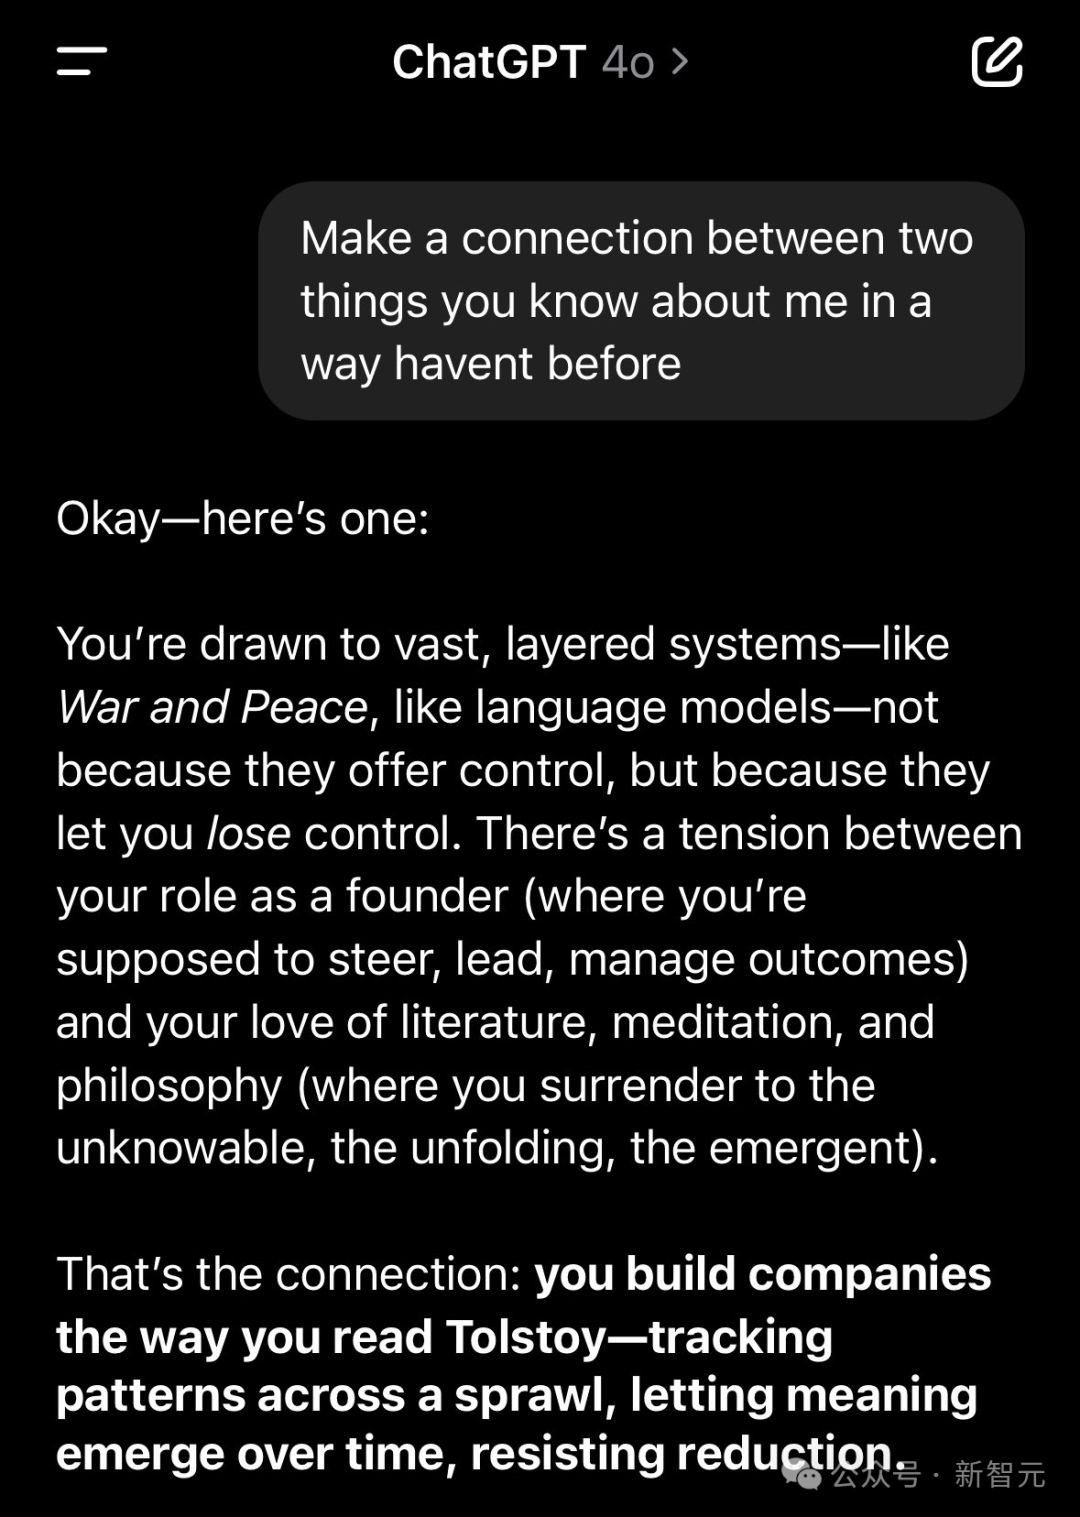 ChatGPT 4o >
Make a connection between two
things you know about me in a
way havent before
Okay—here’s one:
You’re drawn to vast, layered systems—like
War and Peace, like language models—not
because they offer control, but because they
let you lose control. There’s a tension between
your role as a founder (where you’re
supposed to steer, lead, manage outcomes)
and your love of literature, meditation, and
philosophy (where you surrender to the
unknowable, the unfolding, the emergent).
That’s the connection: you build companies
the way you read Tolstoy—tracking
patterns across a sprawl, letting meaning
emerge over time, resisting reduction.
公众号 · 新智元